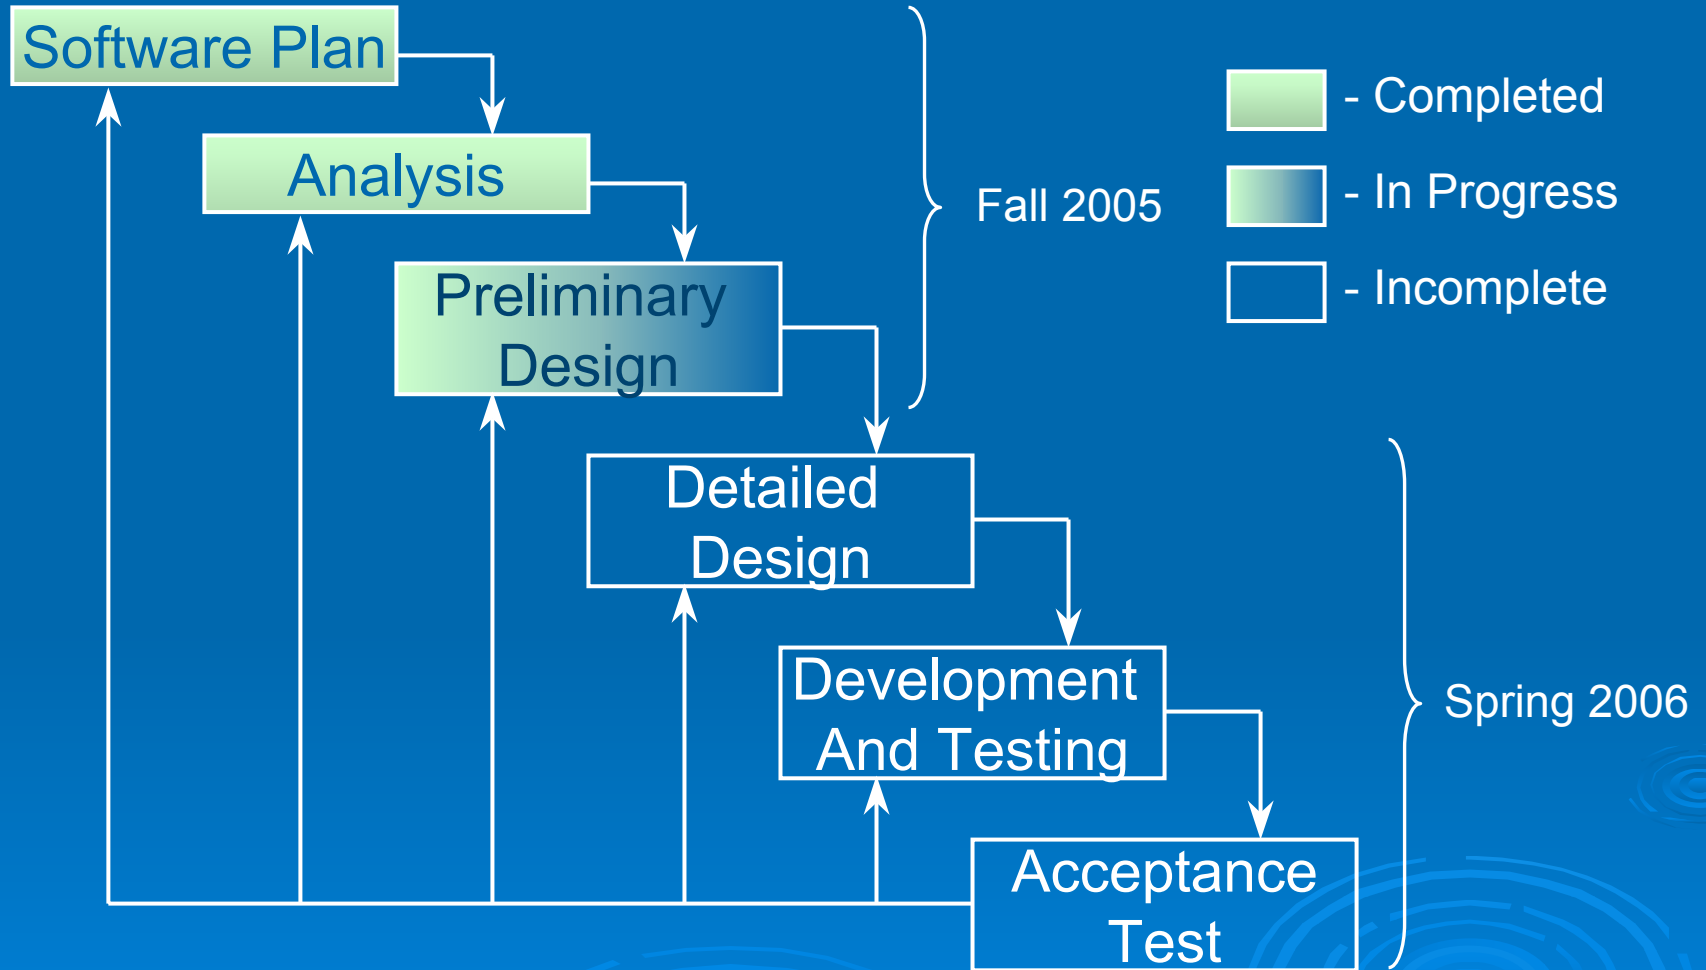 Software Plan
- Completed
Analysis
Fall 2005
- In Progress
Preliminary
Design
- Incomplete
Detailed
Design
Development
And Testing
Spring 2006
Acceptance
Test